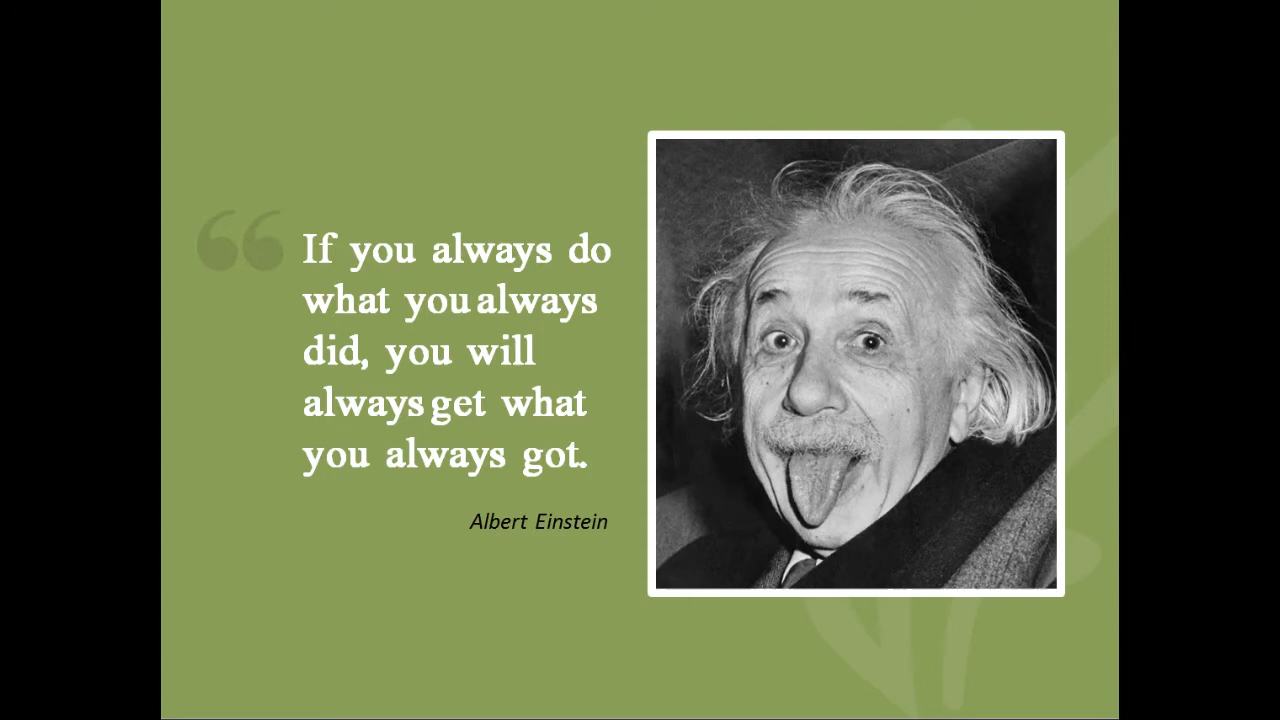 “
If you always do
what you always
did, you will
always get what
you always got.
Albert Einstein